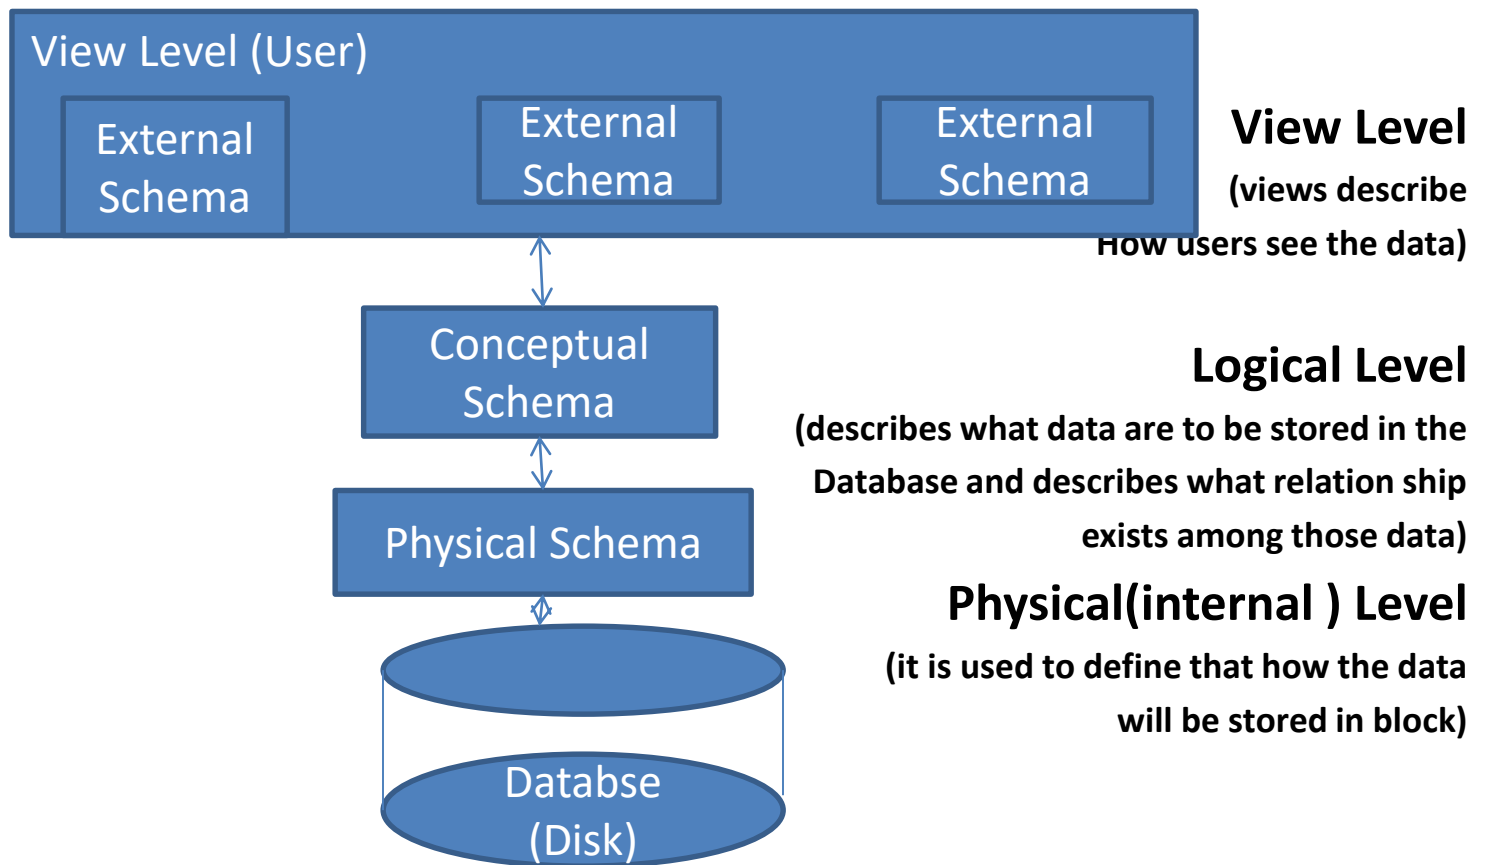 View Level (User)
External
Schema
External
Schema
External
Schema
View Level
(views describe
How users see the data)
Conceptual
Schema
Logical Level
(describes what data are to be stored in the
Database and describes what relation ship
exists among those data)
Physical Schema
Physical(internal ) Level
(it is used to define that how the data
will be stored in block)
Databse
(Disk)